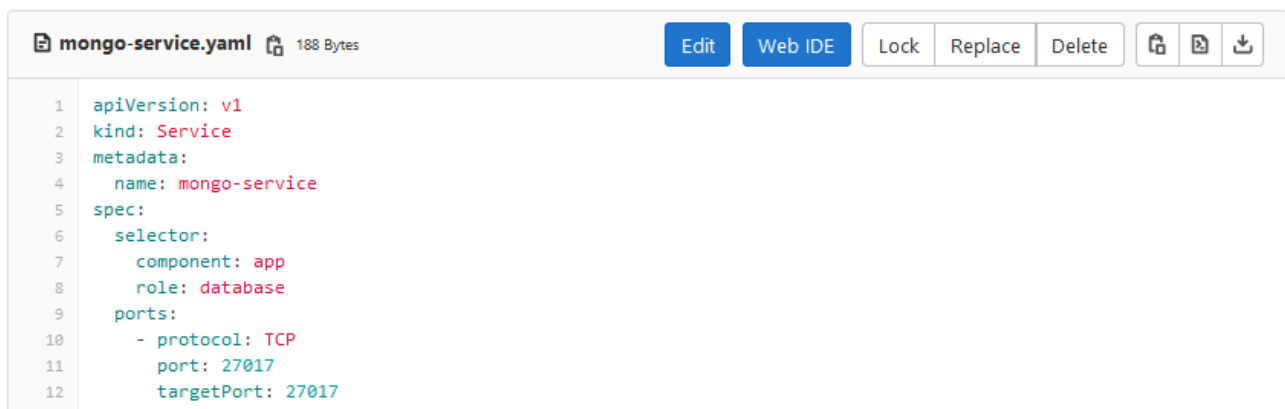 mongo-service.yaml 188 Bytes Edit Web IDE Lock Replace Delete
1 apiVersion: v1
2 kind: Service
3 metadata:
4   name: mongo-service
5 spec:
6   selector:
7     component: app
8     role: database
9   ports:
10     - protocol: TCP
11       port: 27017
12       targetPort: 27017